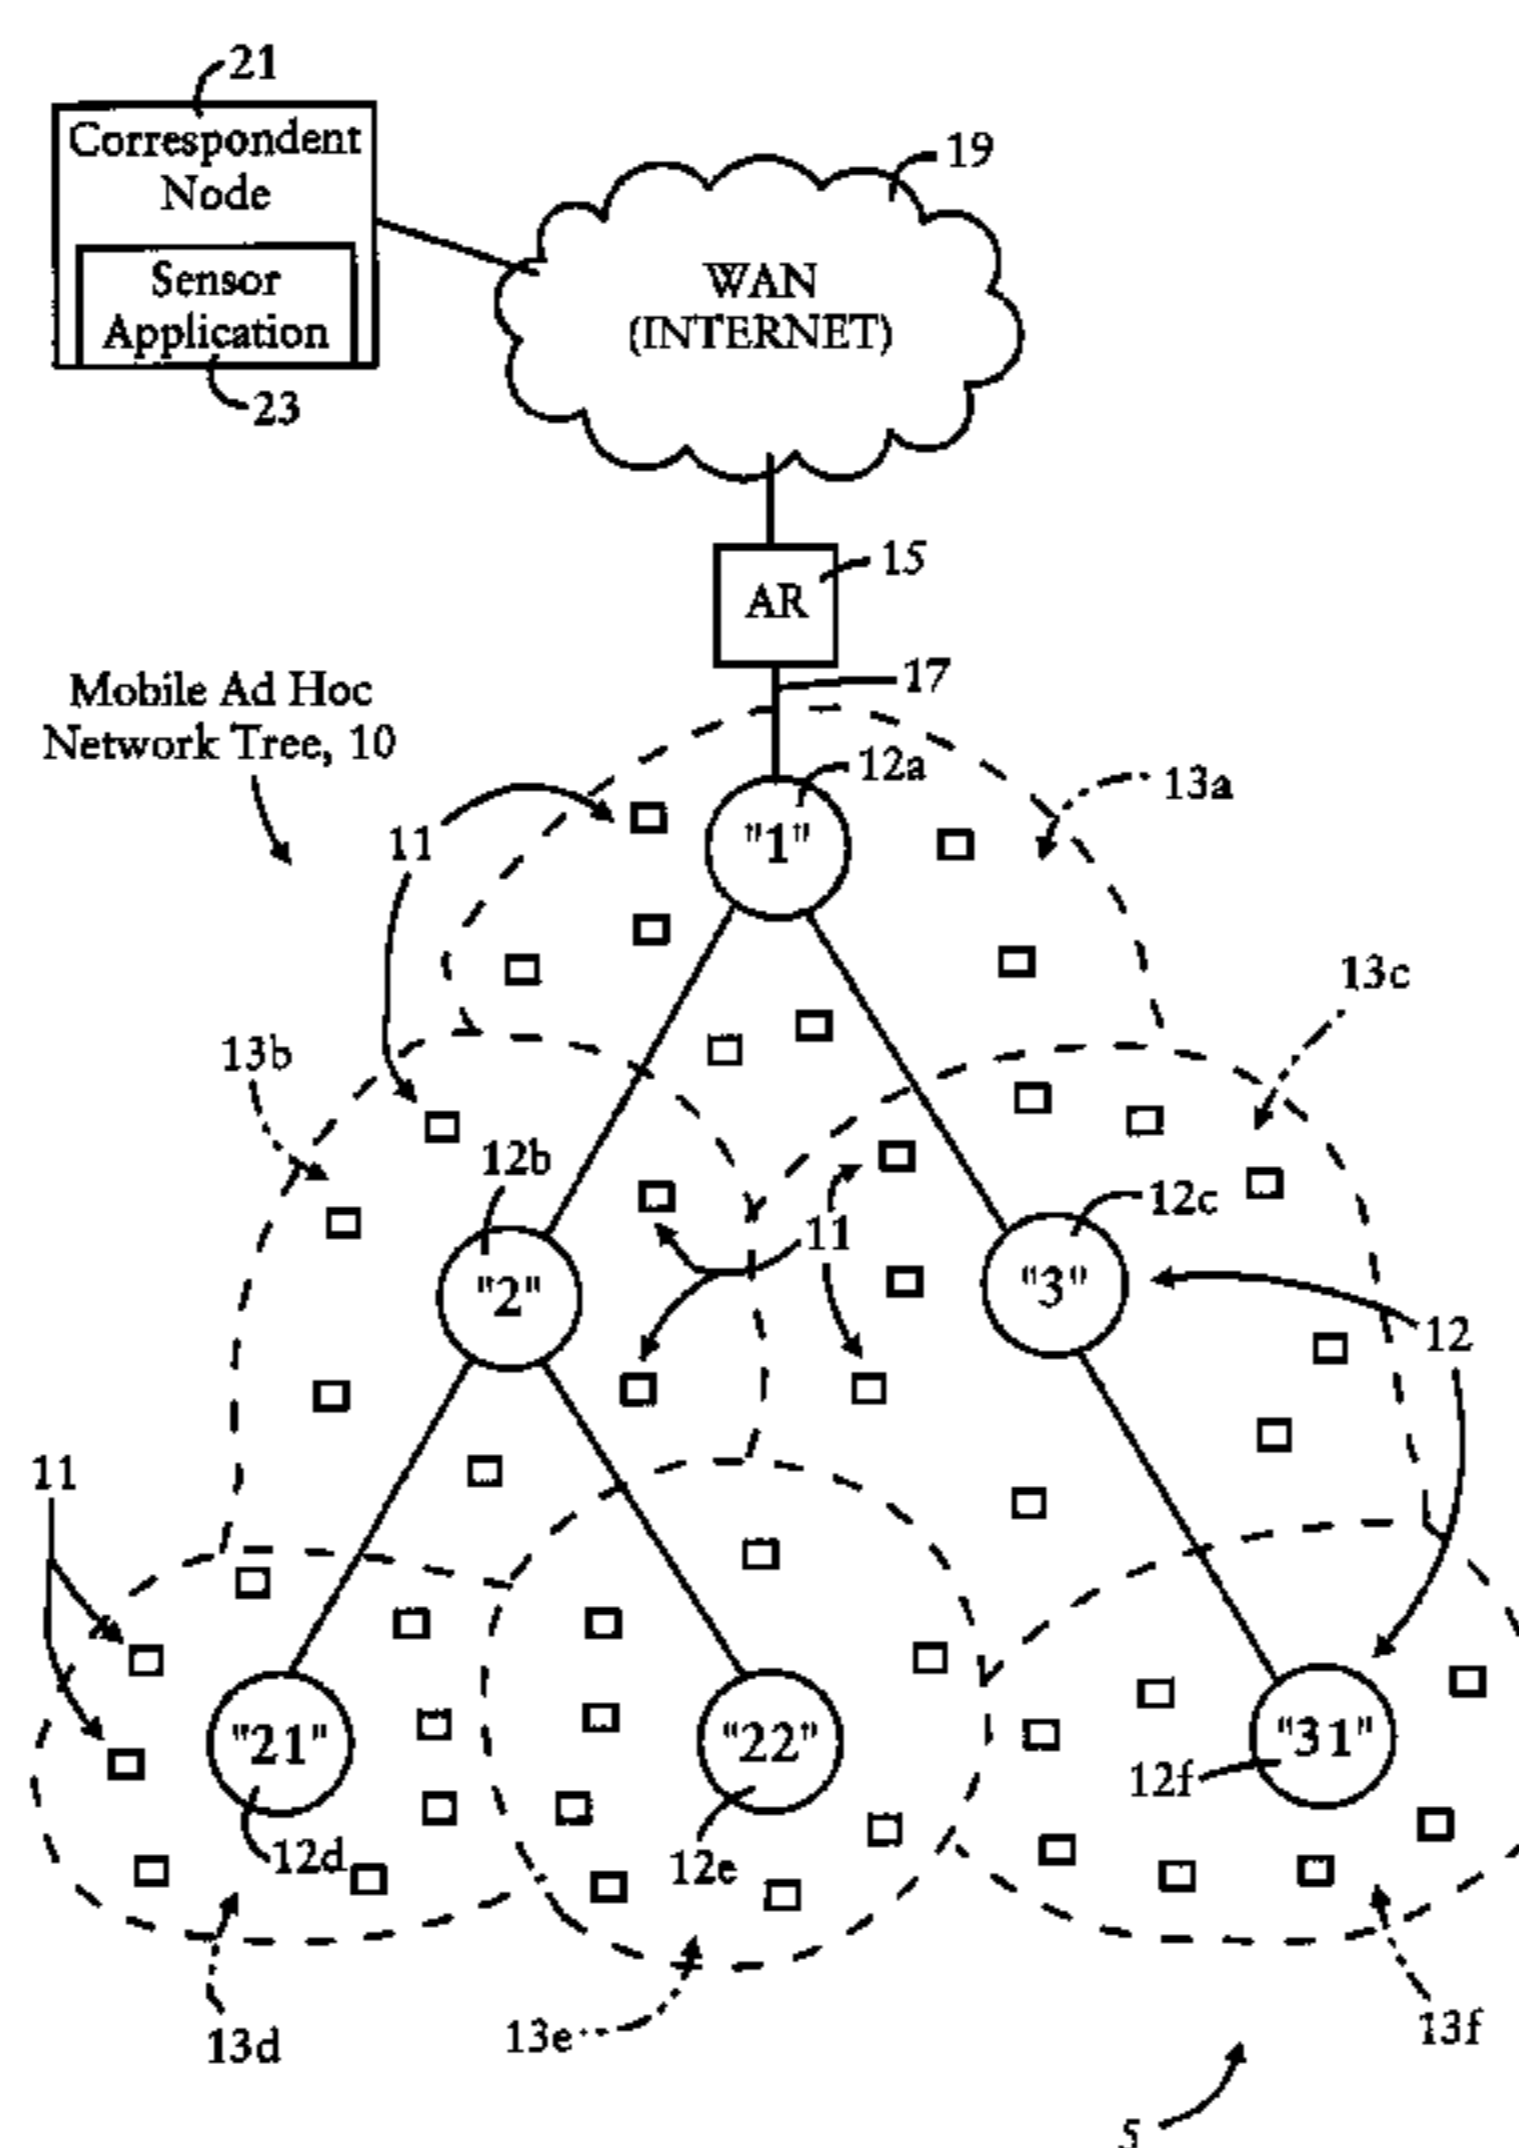 21
Correspondent
Node
Sensor
Application
23
19
WAN
(INTERNET)
15
AR
17
Mobile Ad Hoc
Network Tree, 10
12a
13a
"1"
11
13c
13b
12b
12c
11
"2"
"3"
12
11
"21"
"22"
"31"
12f
12d
12e
13d
13e
13f
5